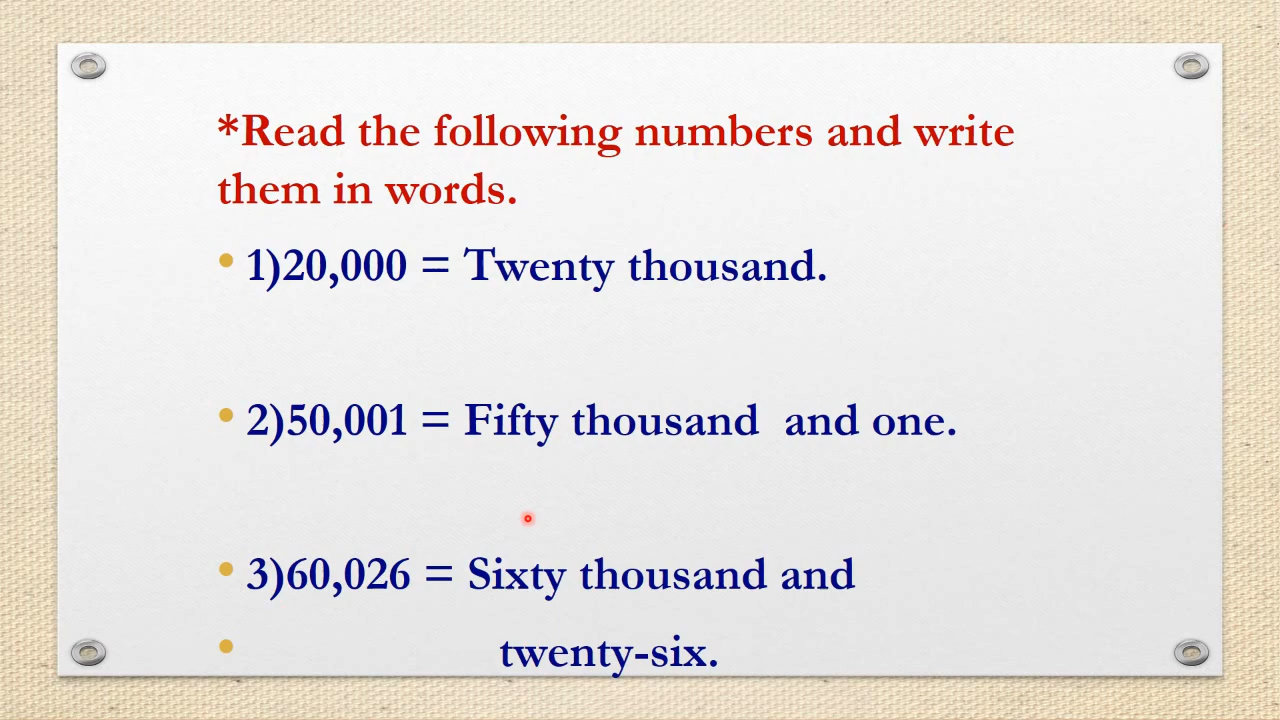 *Read the following numbers and write
them in words.
• 1)20,000 = Twenty thousand.
• 2)50,001 = Fifty thousand  and one.
• 3)60,026 = Sixty thousand and
• twenty-six.